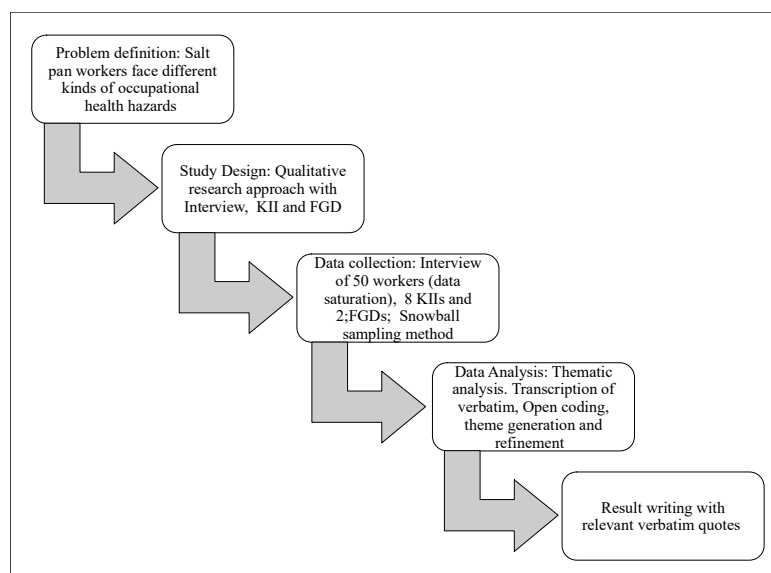 Problem definition: Salt
pan workers face different
kinds of occupational
health hazards
Study Design: Qualitative
research approach with
Interview, KII and FGD
Data collection: Interview
of 50 workers (data
saturation), 8 KIIs and
2;FGDs; Snowball
sampling method
Data Analysis: Thematic
analysis. Transcription of
verbatim, Open coding,
theme generation and
refinement
Result writing with
relevant verbatim quotes